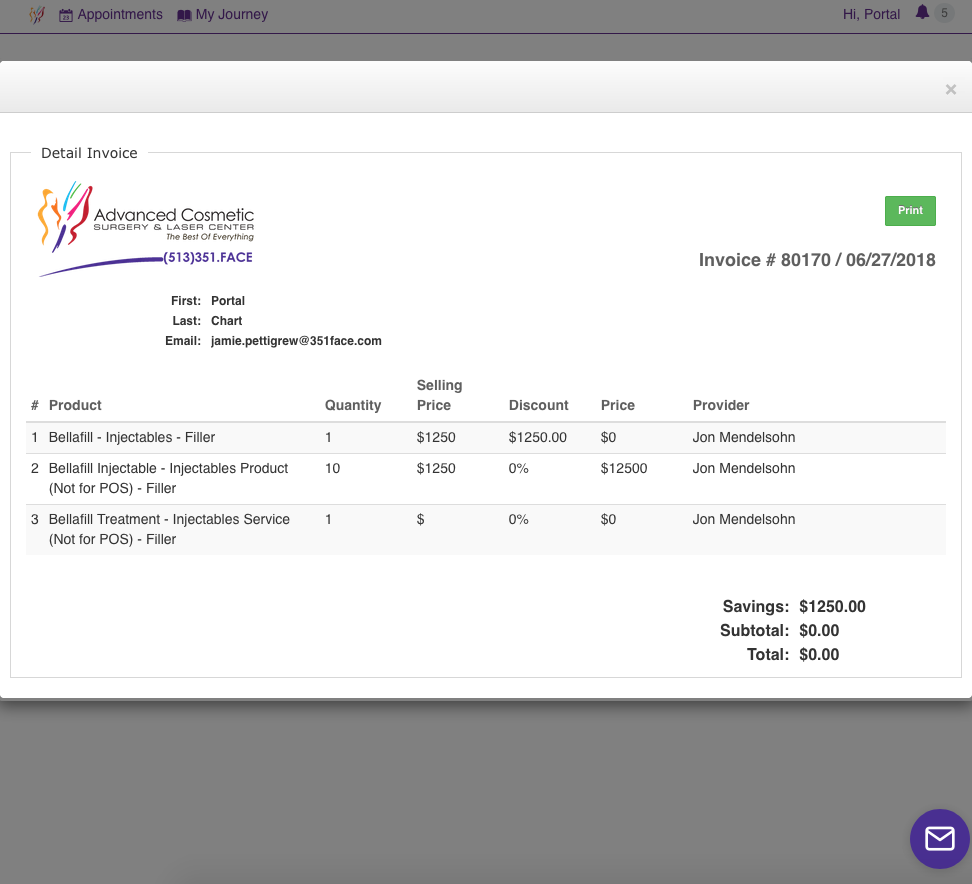 23 Appointments My Journey Hi, Portal 5
×
Detail Invoice
Advanced Cosmetic
SURGERY & LASER CENTER
The Best Of Everything
(513)351.FACE
Print
Invoice # 80170 / 06/27/2018
First: Portal
Last: Chart
Email: jamie.pettigrew@351face.com
# Product Quantity Selling Price Discount Price Provider
1 Bellafill - Injectables - Filler 1 $1250 $1250.00 $0 Jon Mendelsohn
2 Bellafill Injectable - Injectables Product 10 $1250 0% $12500 Jon Mendelsohn
(Not for POS) - Filler
3 Bellafill Treatment - Injectables Service 1 $ 0% $0 Jon Mendelsohn
(Not for POS) - Filler
Savings: $1250.00
Subtotal: $0.00
Total: $0.00